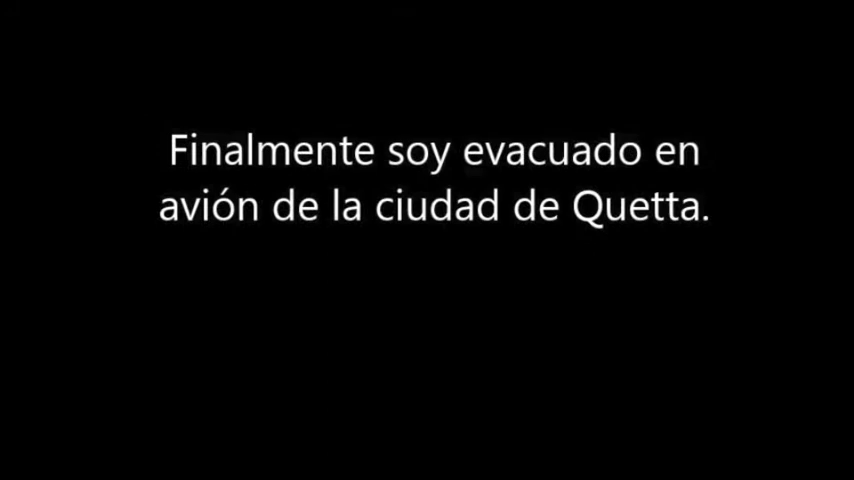 Finalmente soy evacuado en
avión de la ciudad de Quetta.